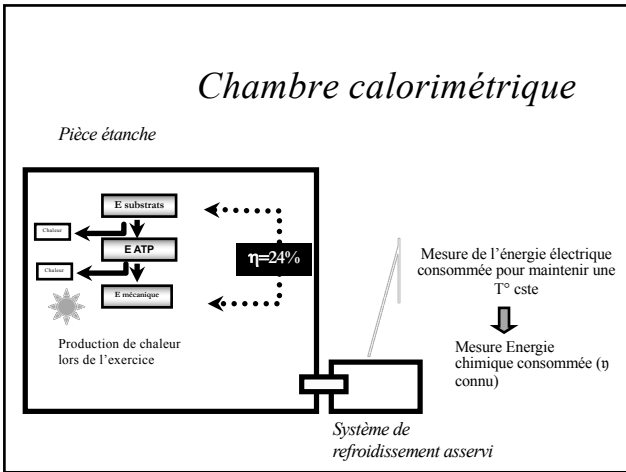 Chambre calorimétrique
Pièce étanche
E substrats
Chaleur
E ATP
η=24%
Chaleur
E mécanique
Production de chaleur
lors de l'exercice
Mesure de l'énergie électrique
consommée pour maintenir une
T° cste
Mesure Energie
chimique consommée (η
connu)
Système de
refroidissement asservi